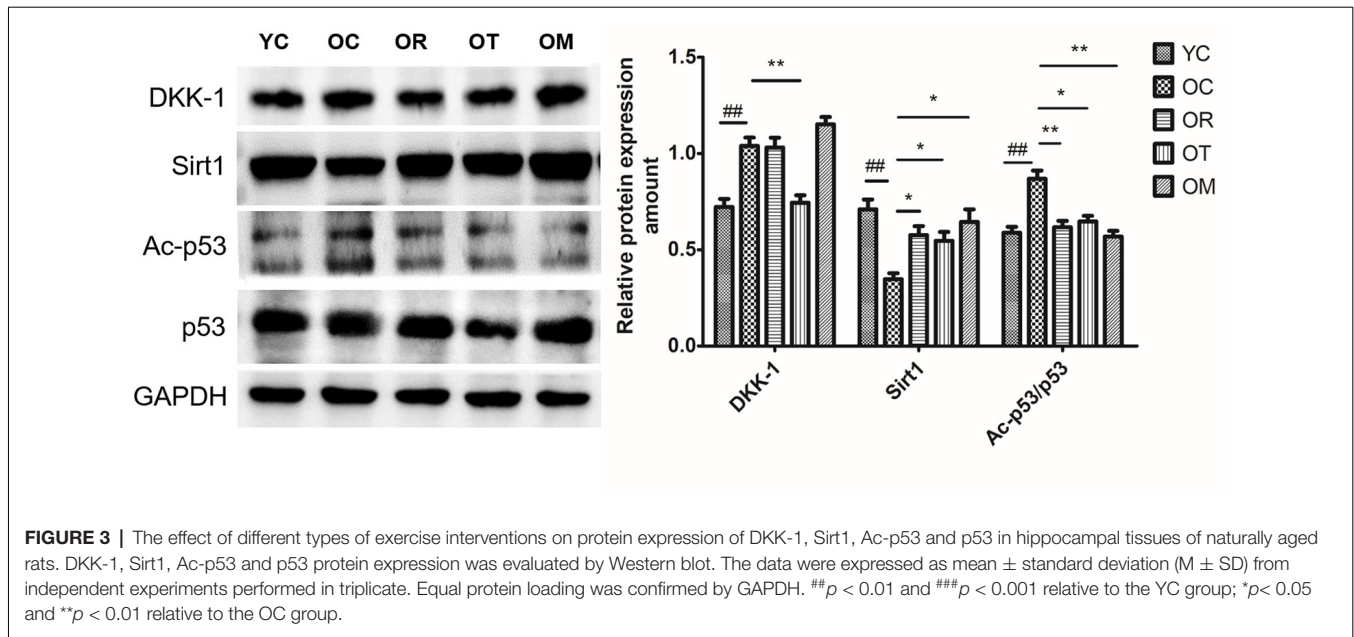 YC OC OR OT OM
DKK-1
Sirt1
Ac-p53
p53
GAPDH
Relative protein expression
amount
1.5
1.0
0.5
0.0
## ** ## * * * ## ** * **
DKK-1
Sirt1
Ac-p53/p53
YC
OC
OR
OT
OM
FIGURE 3 | The effect of different types of exercise interventions on protein expression of DKK-1, Sirt1, Ac-p53 and p53 in hippocampal tissues of naturally aged
rats. DKK-1, Sirt1, Ac-p53 and p53 protein expression was evaluated by Western blot. The data were expressed as mean ± standard deviation (M ± SD) from
independent experiments performed in triplicate. Equal protein loading was confirmed by GAPDH. ##p < 0.01 and ###p < 0.001 relative to the YC group; *p< 0.05
and **p < 0.01 relative to the OC group.